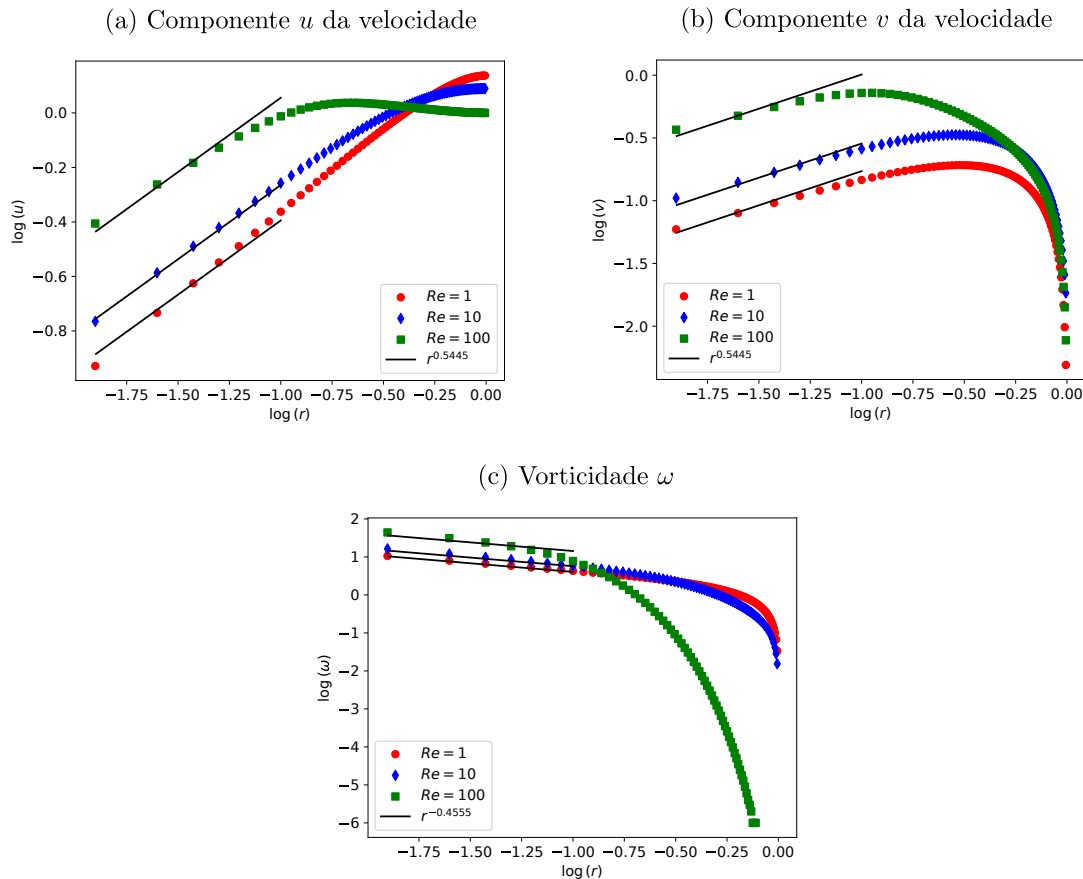 (a) Componente u da velocidade
(b) Componente v da velocidade
log(u)
0.0
−0.2
−0.4
−0.6
−0.8
Re = 1
Re = 10
Re = 100
r^0.5445
−1.75 −1.50 −1.25 −1.00 −0.75 −0.50 −0.25 0.00
log(r)
log(v)
0.0
−0.5
−1.0
−1.5
−2.0
Re = 1
Re = 10
Re = 100
r^0.5445
−1.75 −1.50 −1.25 −1.00 −0.75 −0.50 −0.25 0.00
log(r)
(c) Vorticidade ω
log(ω)
2
1
0
−1
−2
−3
−4
−5
−6
Re = 1
Re = 10
Re = 100
r^−0.4555
−1.75 −1.50 −1.25 −1.00 −0.75 −0.50 −0.25 0.00
log(r)